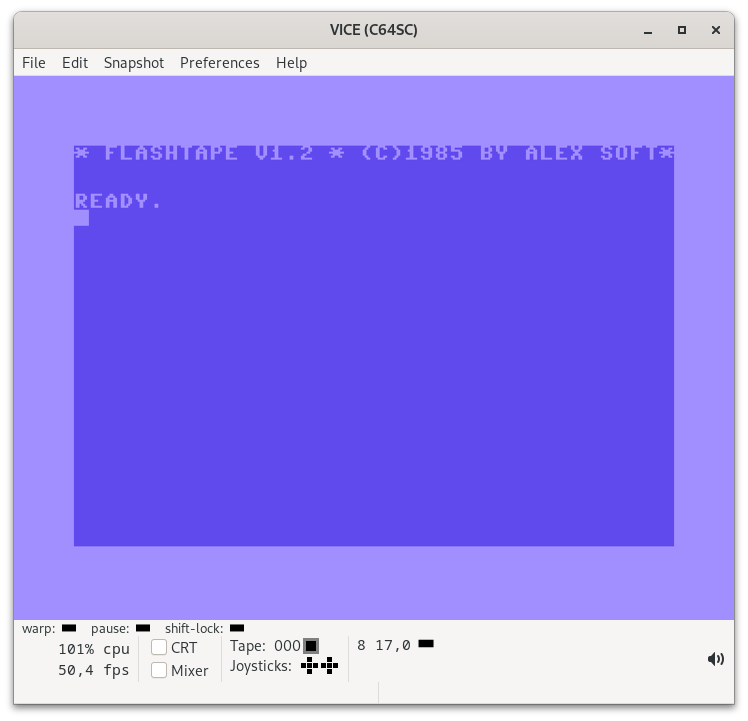 VICE (C64SC)
File Edit Snapshot Preferences Help
* FLASHTAPE V1.2 * (C)1985 BY ALEX SOFT*
READY.
warp: pause: shift-lock:
101% cpu CRT Tape: 000 8 17,0
50,4 fps Mixer Joysticks: